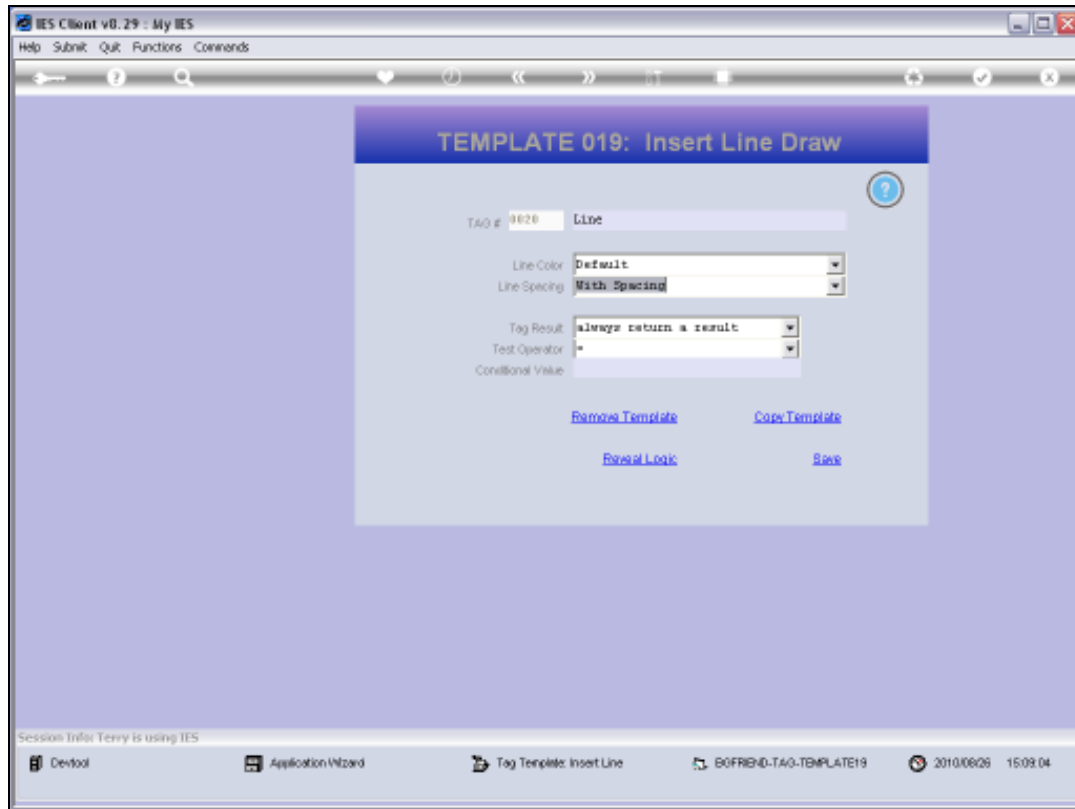 IES Client v8.29 : My IES
Help Submit Quit Functions Commands
TEMPLATE 019: Insert Line Draw
TAG # 0020 Line
Line Color Default
Line Spacing With Spacing
Tag Result always return a result
Test Operator =
Conditional Value
Remove Template Copy Template
Reveal Logic Save
Session Info: Terry is using IES
Devtool Application Wizard Tag Template: Insert Line BGFRIEND-TAG-TEMPLATE19 2010/08/26 15:09:04